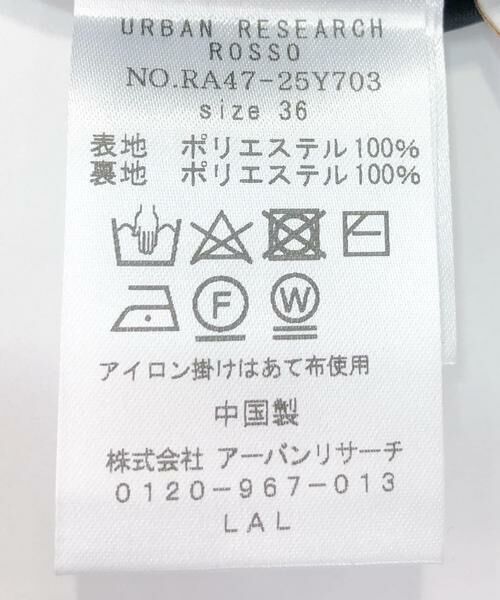 URBAN RESEARCH
ROSSO
NO.RA47-25Y703
size 36
表地 ポリエステル100%
裏地 ポリエステル100%
F W
アイロン掛けはあて布使用
中国製
株式会社 アーバンリサーチ
0120-967-013
LAL